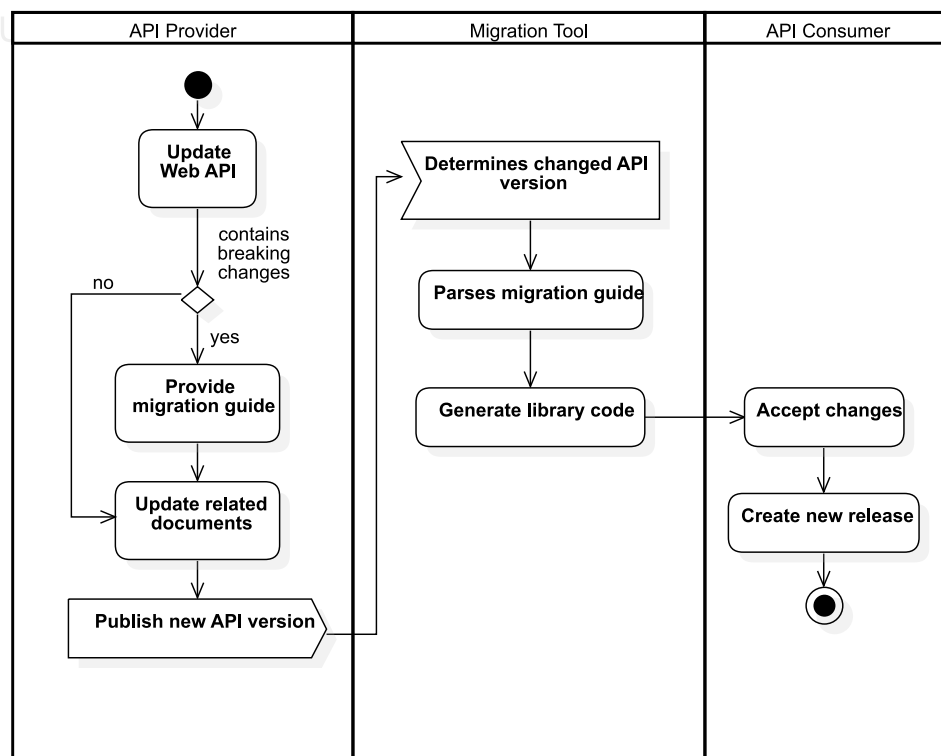 API Provider
Migration Tool
API Consumer
Update
Web API
contains
breaking
changes
no
yes
Provide
migration guide
Update related
documents
Publish new API version
Determines changed API
version
Parses migration guide
Generate library code
Accept changes
Create new release